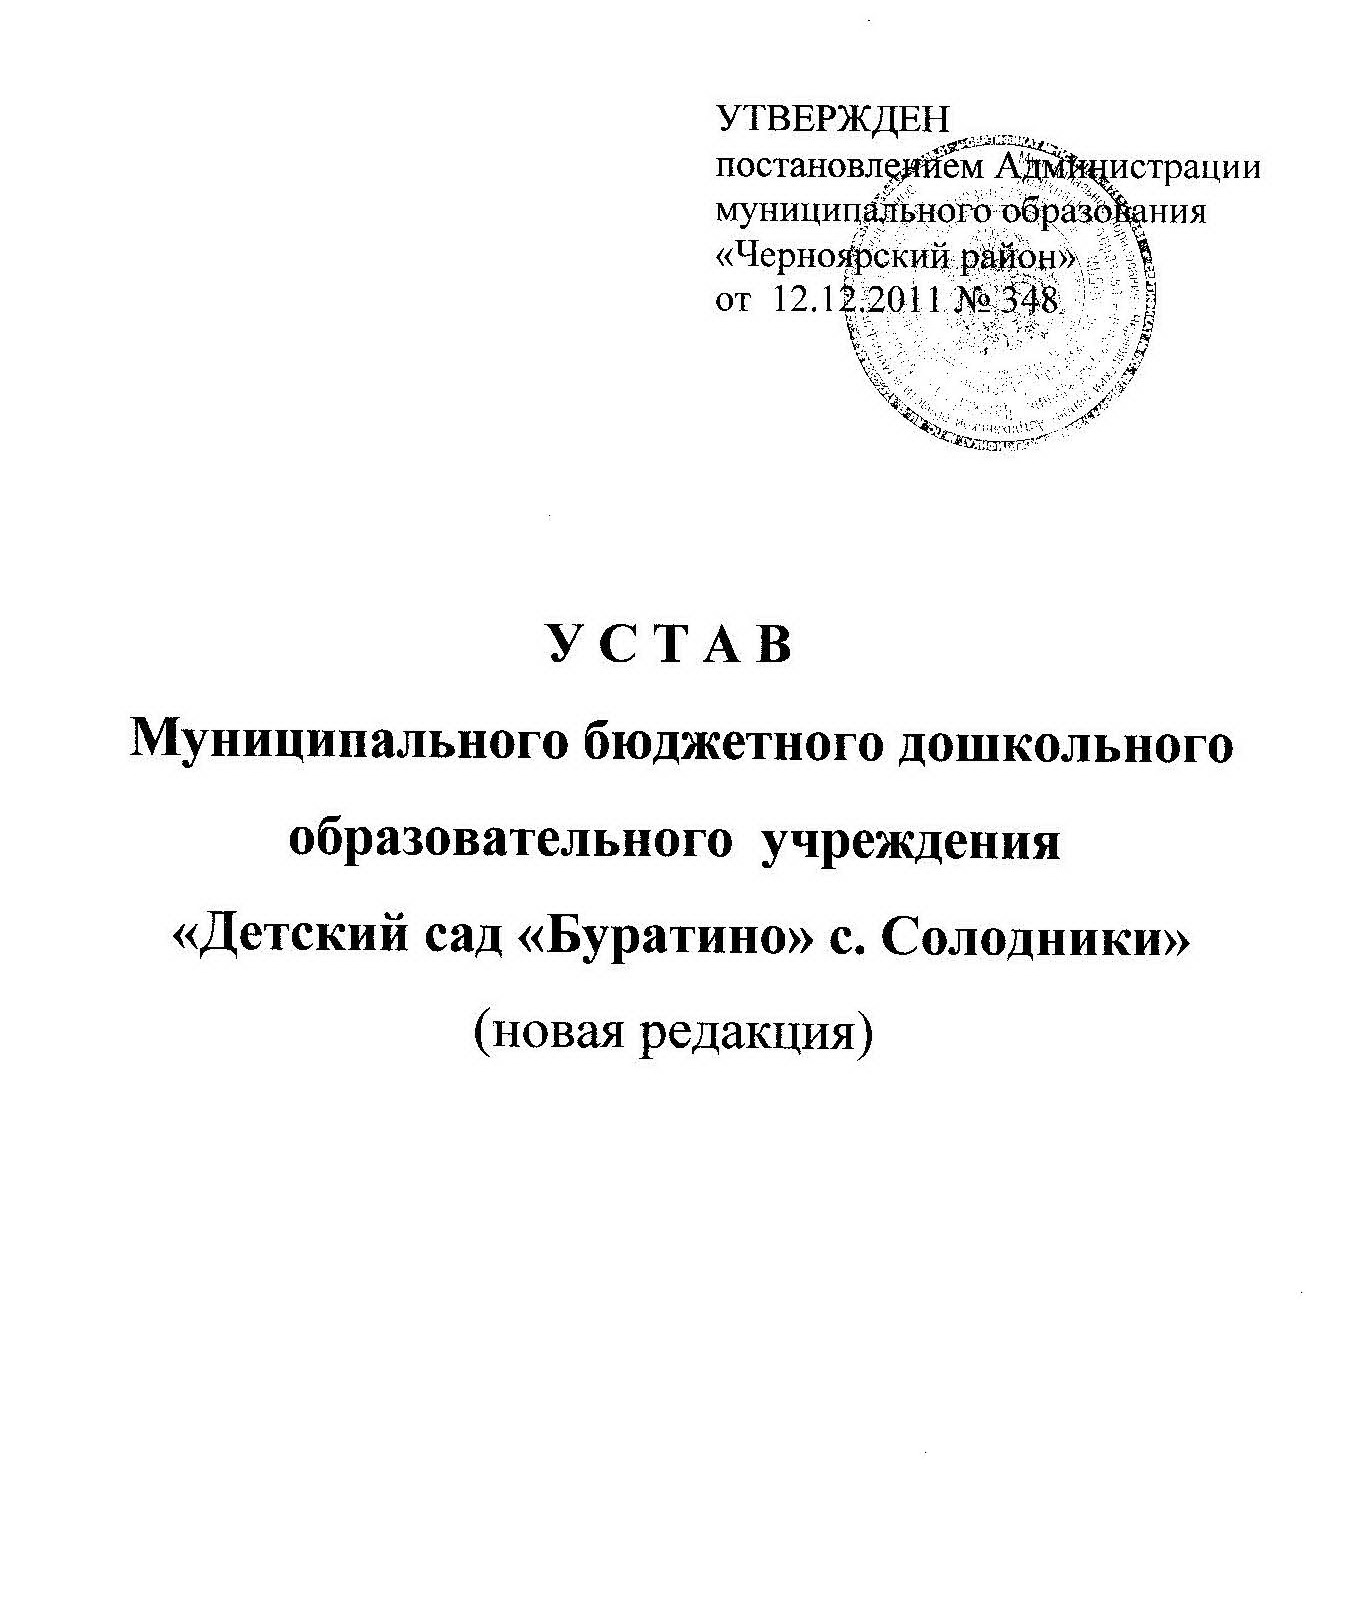 УТВЕРЖДЕН
постановлением Администрации
муниципального образования
«Черноярский район»
от 12.12.2011 № 348
У С Т А В
Муниципального бюджетного дошкольного
образовательного учреждения
«Детский сад «Буратино» с. Солодники»
(новая редакция)